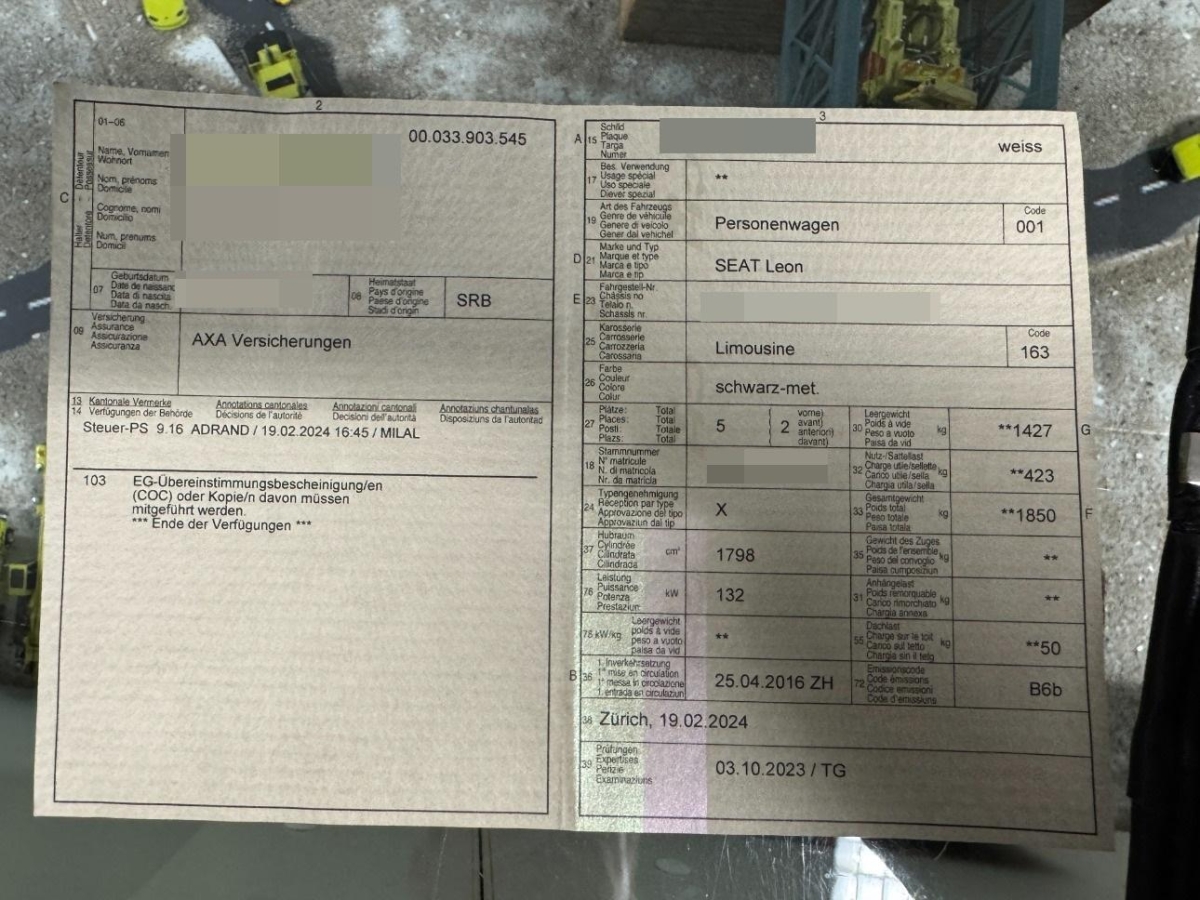 2
01–06
00.033.903.545
Name, Vornamen
Wohnort
Nom, prénoms
Domicile
Cognome, nomi
Domicilio
Num, prenums
Domicil
C
Halter – Détenteur
Detentore – Possessur
07
Geburtsdatum
Date de naissanc
Data di nascita
Data da nasch.
08
Heimatstaat
Pays d'origine
Paese d'origine
Stadi d'origin
SRB
09
Versicherung
Assurance
Assicurazione
Assicuranza
AXA Versicherungen
13 Kantonale Vermerke Annotations cantonales Annotazioni cantonali Annotaziuns chantunalas
14 Verfügungen der Behörde Décisions de l'autorité Decisioni dell'autorità Disposiziuns da l'autoritad
Steuer-PS 9.16 ADRAND / 19.02.2024 16:45 / MILAL
103 EG-Übereinstimmungsbescheinigung/en
(COC) oder Kopie/n davon müssen
mitgeführt werden.
*** Ende der Verfügungen ***
3
A 15
Schild
Plaque
Targa
Numer
weiss
17
Bes. Verwendung
Usage spécial
Uso speciale
Diever spezial
**
19
Art des Fahrzeugs
Genre de véhicule
Genere di veicolo
Gener dal vehichel
Personenwagen
Code
001
D 21
Marke und Typ
Marque et type
Marca e tipo
Marca e tip
SEAT Leon
E 23
Fahrgestell-Nr.
Châssis no
Telaio n.
Schassis nr.
25
Karosserie
Carrosserie
Carrozzeria
Carossaria
Limousine
Code
163
26
Farbe
Couleur
Colore
Colur
schwarz-met.
27
Plätze: Total
Places: Total
Posti: Totale
Plazs: Total
5
2
vorne)
avant)
anteriori)
davant)
30
Leergewicht
Poids à vide
Peso a vuoto
Paisa da vid
kg
**1427
G
18
Stammnummer
N° matricule
N. di matricola
Nr. da matricla
32
Nutz-/Sattellast
Charge utile/sellette
Carico utile/sella
Chargia utila/sella
kg
**423
24
Typengenehmigung
Réception par type
Approvazione del tipo
Approvaziun dal tip
X
33
Gesamtgewicht
Poids total
Peso totale
Paisa totala
kg
**1850
F
37
Hubraum
Cylindrée
Cilindrata
Cilindrada
cm³
1798
35
Gewicht des Zuges
Poids de l'ensemble
Peso del convoglio
Paisa cumposiziun
kg
**
76
Leistung
Puissance
Potenza
Prestaziun
kW
132
31
Anhängelast
Poids remorquable
Carico rimorchiato
Chargia annexa
kg
**
78 kW/kg
Leergewicht
poids à vide
peso a vuoto
paisa da vid
**
55
Dachlast
Charge sur le toit
Carico sul tetto
Chargia sin il tetg
kg
**50
B 36
1. Inverkehrsetzung
1re mise en circulation
1a messa in circolazione
1. entrada en circulaziun
25.04.2016 ZH
72
Emissionscode
Code émissions
Codice emissioni
Code d'emissiuns
B6b
38 Zürich, 19.02.2024
39
Prüfungen
Expertises
Perizie
Examinaziuns
03.10.2023 / TG